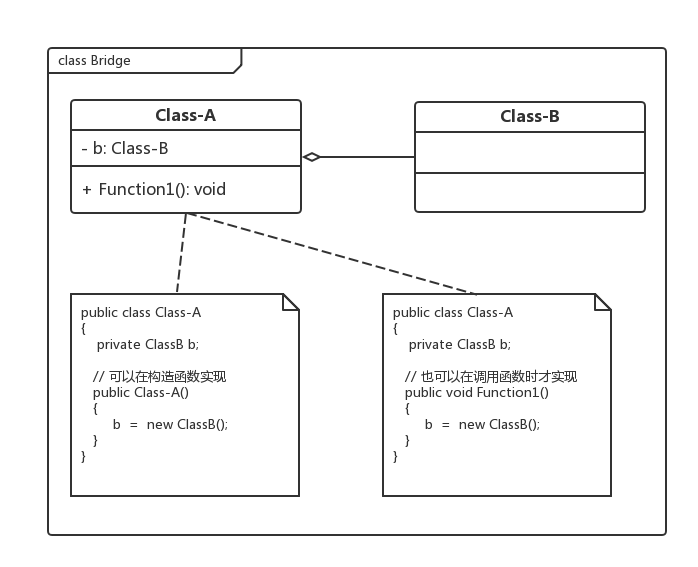 class Bridge
Class-A
- b: Class-B
+ Function1(): void
Class-B
public class Class-A
{
private ClassB b;
// 可以在构造函数实现
public Class-A()
{
b = new ClassB();
}
}
public class Class-A
{
private ClassB b;
// 也可以在调用函数时才实现
public void Function1()
{
b = new ClassB();
}
}